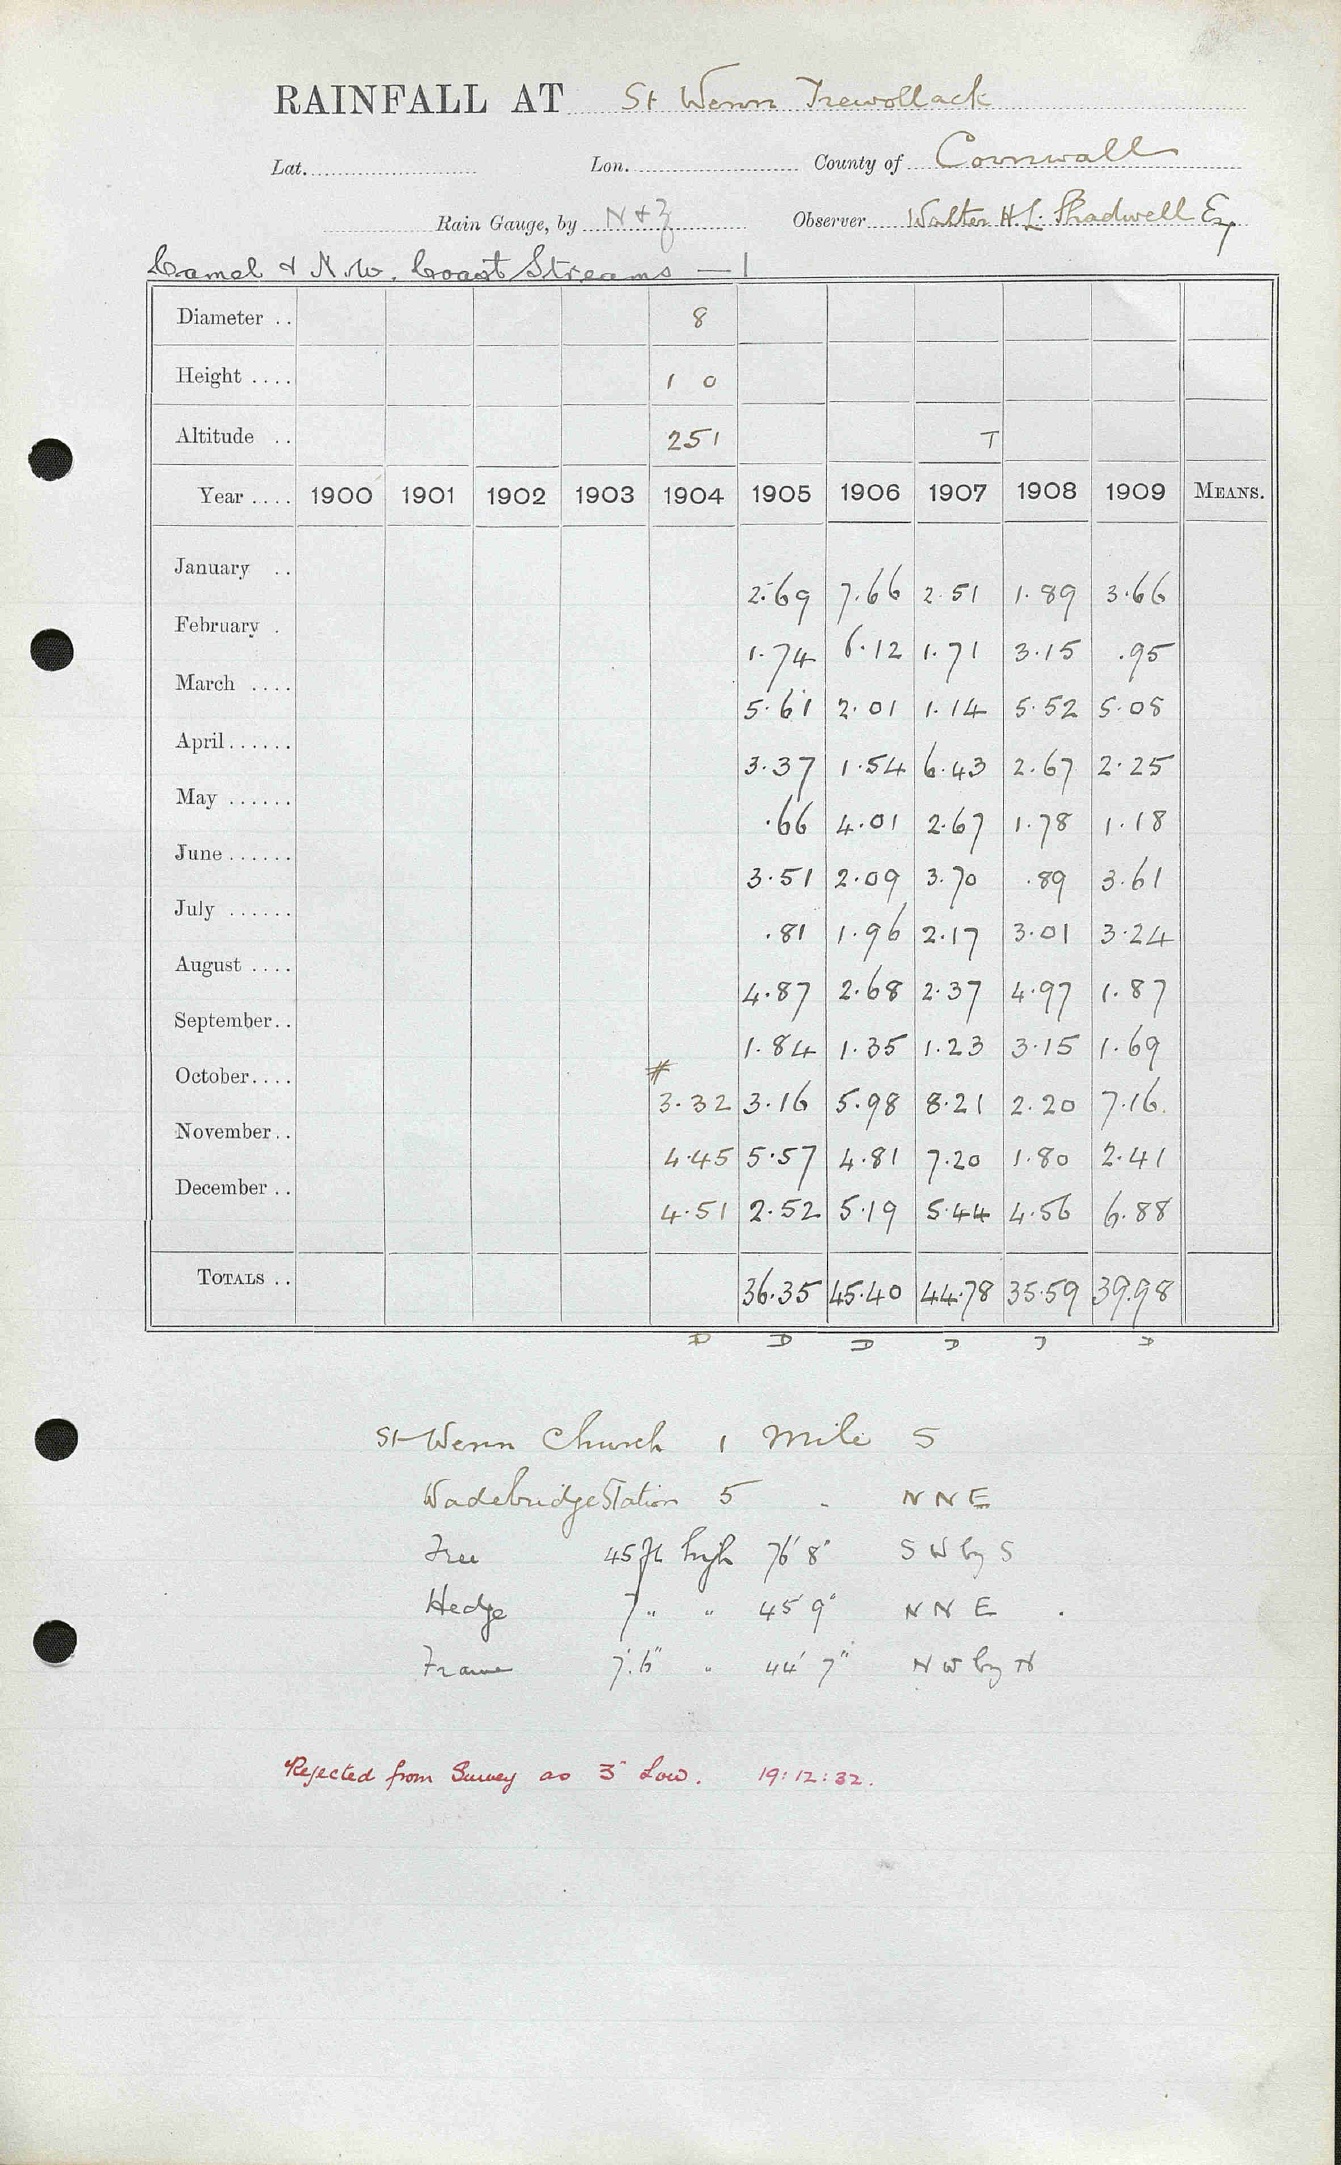 RAINFALL AT St Wenn Trewollack
Lat. Lon. County of Cornwall
Rain Gauge, by N & Z Observer Walter H. L. Shadwell Esq
Camel & N.W. Coast Streams — 1
Diameter .. 8
Height .... 1 0
Altitude .. 251 T
Year .... 1900 1901 1902 1903 1904 1905 1906 1907 1908 1909 MEANS.
January .. 2.69 7.66 2.51 1.89 3.66
February . 1.74 6.12 1.71 3.15 .95
March .... 5.61 2.01 1.14 5.52 5.08
April...... 3.37 1.54 6.43 2.67 2.25
May ...... .66 4.01 2.67 1.78 1.18
June...... 3.51 2.09 3.70 .89 3.61
July ...... .81 1.96 2.17 3.01 3.24
August .... 4.87 2.68 2.37 4.97 1.87
September.. 1.84 1.35 1.23 3.15 1.69
October.... # 3.32 3.16 5.98 8.21 2.20 7.16
November.. 4.45 5.57 4.81 7.20 1.80 2.41
December .. 4.51 2.52 5.19 5.44 4.56 6.88
TOTALS .. 36.35 45.40 44.78 35.59 39.98
D D D D D D
St Wenn Church 1 Mile S
Wadebridge Station 5 " N N E
Tree 45 ft high 76' 8" S W by S
Hedge 7 " " 45' 9" N N E
Frame 7'.6" " 44' 7" N W by N
Rejected from Survey as 3" Low. 19:12:32.